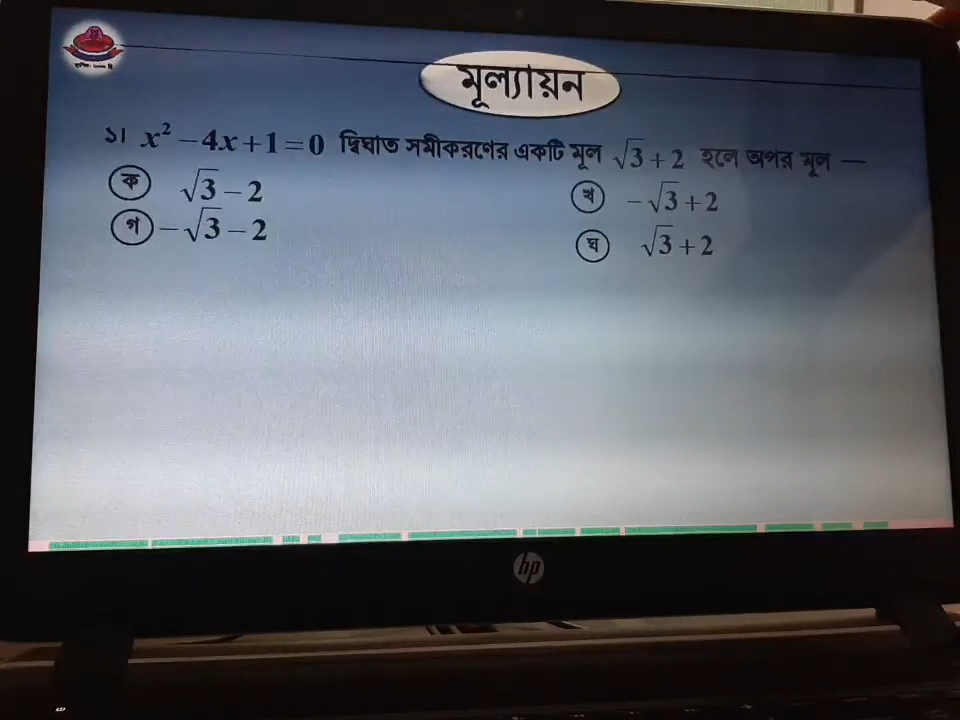 মূল্যায়ন
১। x² – 4x + 1 = 0 দ্বিঘাত সমীকরণের একটি মূল √3 + 2 হলে অপর মূল —
ক √3 – 2 খ – √3 + 2
গ – √3 – 2 ঘ √3 + 2
hp